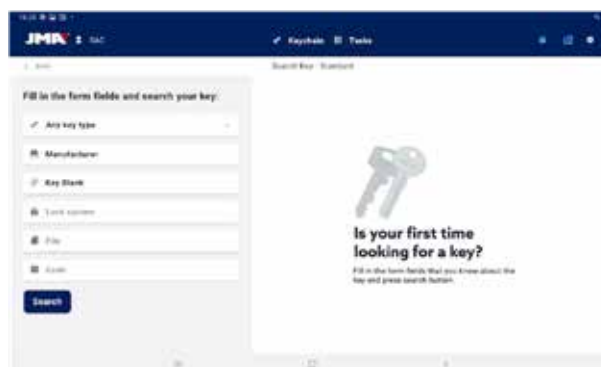 JMA SAC Keychain Tasks
Search Key - Standard
Fill in the form fields and search your key:
Any key type
Manufacturer
Key Blank
Lock system
File
Code
Search
Is your first time
looking for a key?
Fill in the form fields that you know about the
key and press search button.